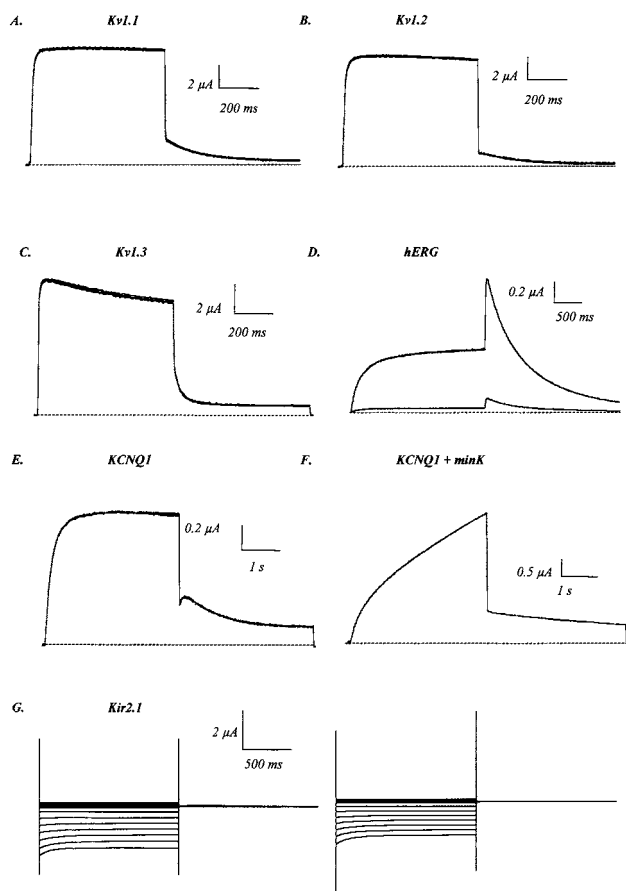 A. Kv1.1
2 μA
200 ms
B. Kv1.2
2 μA
200 ms
C. Kv1.3
2 μA
200 ms
D. hERG
0.2 μA
500 ms
E. KCNQ1
0.2 μA
1 s
F. KCNQ1 + minK
0.5 μA
1 s
G. Kir2.1
2 μA
500 ms